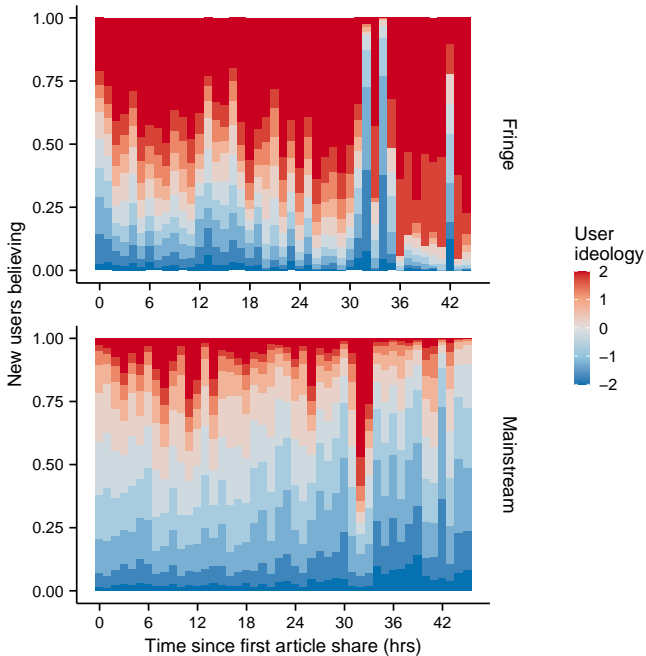 New users believing
1.00
0.75
0.50
0.25
0.00
0 6 12 18 24 30 36 42
Fringe
1.00
0.75
0.50
0.25
0.00
0 6 12 18 24 30 36 42
Mainstream
Time since first article share (hrs)
User
ideology
2
1
0
−1
−2